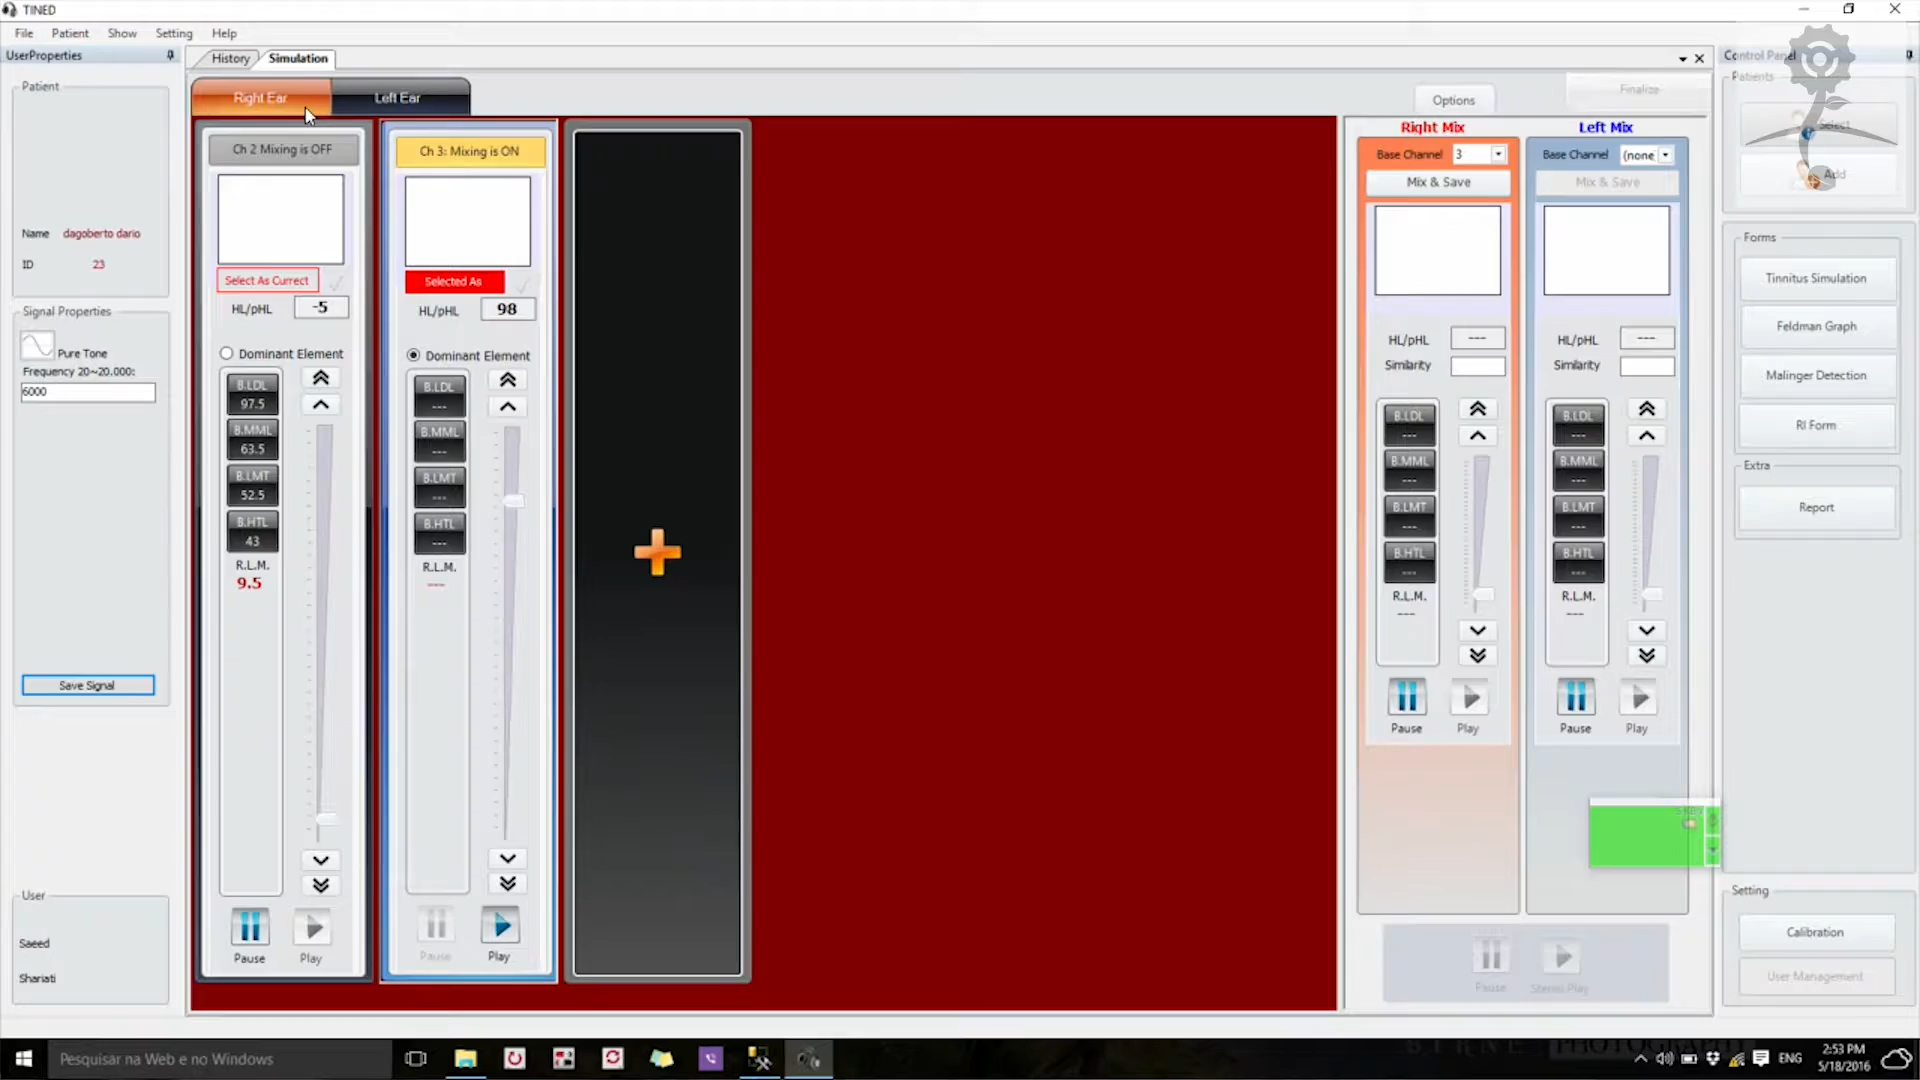 TINED
File Patient Show Setting Help
UserProperties
Patient
Name dagoberto dario
ID 23
Signal Properties
Pure Tone
Frequency 20~20.000:
6000
Save Signal
User
Saeed
Shariati
History Simulation
Right Ear Left Ear
Ch 2 Mixing is OFF
Select As Currect
HL/pHL -5
Dominant Element
B.LDL
97.5
B.MML
63.5
B.LMT
52.5
B.HTL
43
R.L.M.
9.5
Pause Play
Ch 3: Mixing is ON
Selected As
HL/pHL 98
Dominant Element
B.LDL
---
B.MML
---
B.LMT
---
B.HTL
---
R.L.M.
---
Pause Play
Options
Finalize
Right Mix
Base Channel 3
Mix & Save
HL/pHL ---
Similarity
B.LDL
---
B.MML
---
B.LMT
---
B.HTL
---
R.L.M.
---
Pause Play
Left Mix
Base Channel (none
Mix & Save
HL/pHL ---
Similarity
B.LDL
---
B.MML
---
B.LMT
---
B.HTL
---
R.L.M.
---
Pause Play
Pause Stereo Play
Control Panel
Patients
Select
Add
Forms
Tinnitus Simulation
Feldman Graph
Malinger Detection
RI Form
Extra
Report
Setting
Calibration
User Management
Pesquisar na Web e no Windows
PHOTOGRAPHY
ENG
2:53 PM
5/18/2016